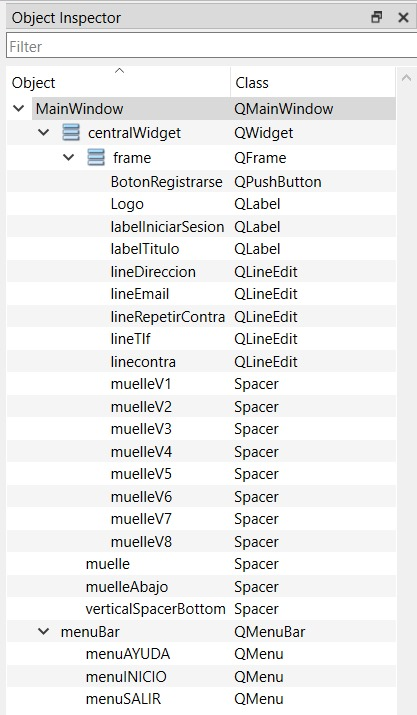 Object Inspector
Filter
Object Class
MainWindow QMainWindow
centralWidget QWidget
frame QFrame
BotonRegistrarse QPushButton
Logo QLabel
labelIniciarSesion QLabel
labelTitulo QLabel
lineDireccion QLineEdit
lineEmail QLineEdit
lineRepetirContra QLineEdit
lineTlf QLineEdit
linecontra QLineEdit
muelleV1 Spacer
muelleV2 Spacer
muelleV3 Spacer
muelleV4 Spacer
muelleV5 Spacer
muelleV6 Spacer
muelleV7 Spacer
muelleV8 Spacer
muelle Spacer
muelleAbajo Spacer
verticalSpacerBottom Spacer
menuBar QMenuBar
menuAYUDA QMenu
menuINICIO QMenu
menuSALIR QMenu